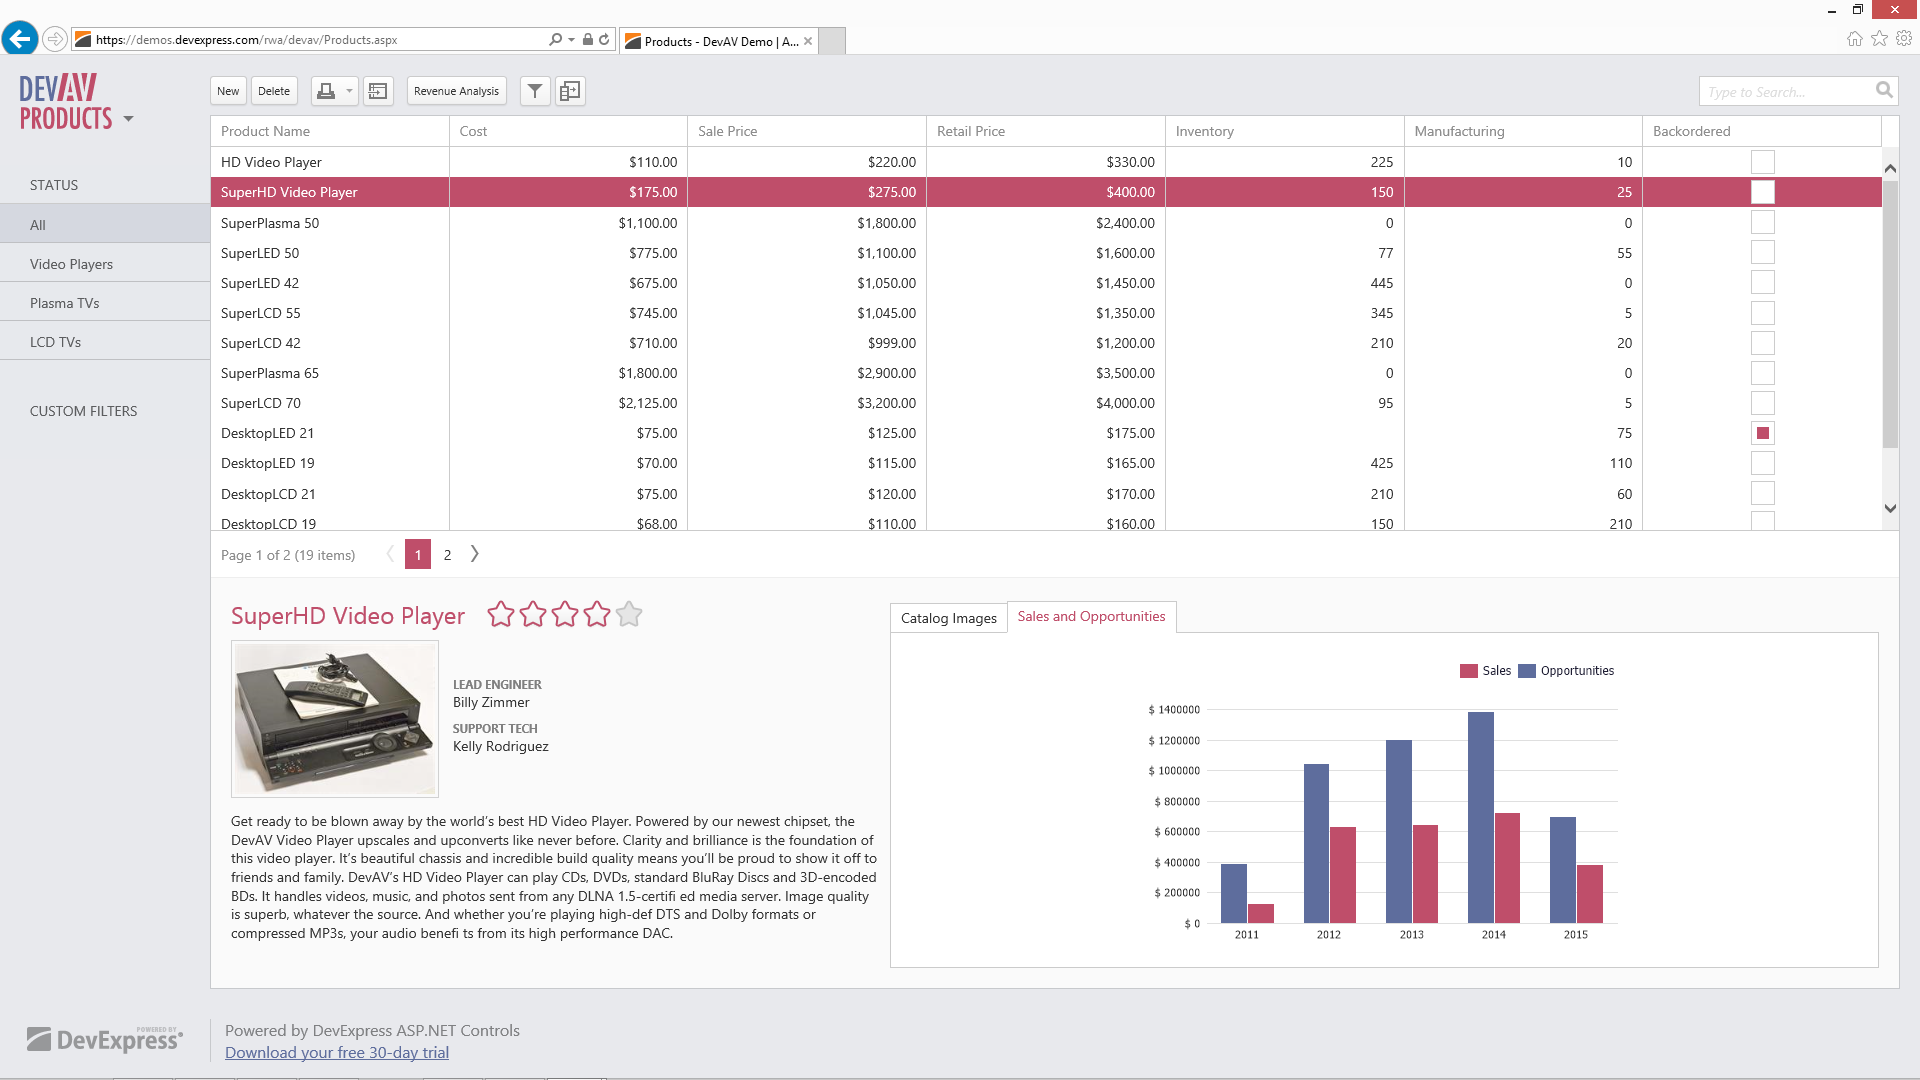 https://demos.devexpress.com/rwa/devav/Products.aspx
Products - DevAV Demo | A...
DEVAV
PRODUCTS
New
Delete
Revenue Analysis
Type to Search...
STATUS
All
Video Players
Plasma TVs
LCD TVs
CUSTOM FILTERS
Product Name Cost Sale Price Retail Price Inventory Manufacturing Backordered
HD Video Player $110.00 $220.00 $330.00 225 10
SuperHD Video Player $175.00 $275.00 $400.00 150 25
SuperPlasma 50 $1,100.00 $1,800.00 $2,400.00 0 0
SuperLED 50 $775.00 $1,100.00 $1,600.00 77 55
SuperLED 42 $675.00 $1,050.00 $1,450.00 445 0
SuperLCD 55 $745.00 $1,045.00 $1,350.00 345 5
SuperLCD 42 $710.00 $999.00 $1,200.00 210 20
SuperPlasma 65 $1,800.00 $2,900.00 $3,500.00 0 0
SuperLCD 70 $2,125.00 $3,200.00 $4,000.00 95 5
DesktopLED 21 $75.00 $125.00 $175.00 75
DesktopLED 19 $70.00 $115.00 $165.00 425 110
DesktopLCD 21 $75.00 $120.00 $170.00 210 60
DesktopLCD 19 $68.00 $110.00 $160.00 150 210
Page 1 of 2 (19 items) 1 2
SuperHD Video Player
LEAD ENGINEER
Billy Zimmer
SUPPORT TECH
Kelly Rodriguez
Get ready to be blown away by the world's best HD Video Player. Powered by our newest chipset, the
DevAV Video Player upscales and upconverts like never before. Clarity and brilliance is the foundation of
this video player. It's beautiful chassis and incredible build quality means you'll be proud to show it off to
friends and family. DevAV's HD Video Player can play CDs, DVDs, standard BluRay Discs and 3D-encoded
BDs. It handles videos, music, and photos sent from any DLNA 1.5-certifi ed media server. Image quality
is superb, whatever the source. And whether you're playing high-def DTS and Dolby formats or
compressed MP3s, your audio benefi ts from its high performance DAC.
Catalog Images
Sales and Opportunities
Sales Opportunities
$ 1400000
$ 1200000
$ 1000000
$ 800000
$ 600000
$ 400000
$ 200000
$ 0
2011 2012 2013 2014 2015
POWERED BY
DevExpress
Powered by DevExpress ASP.NET Controls
Download your free 30-day trial